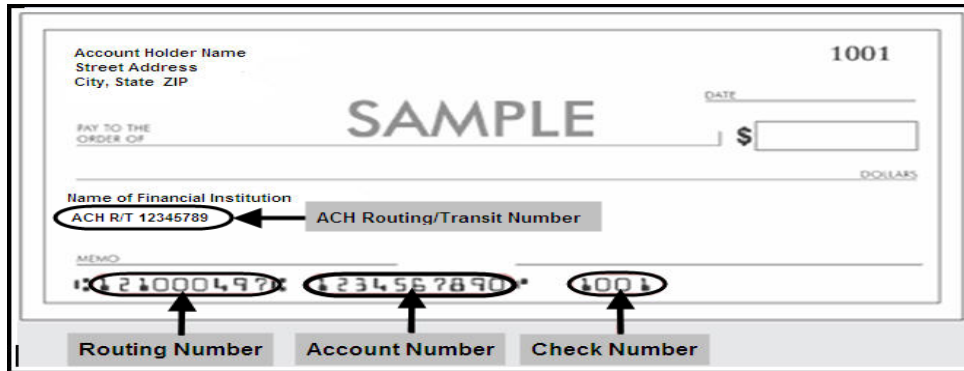 Account Holder Name
Street Address
City, State ZIP
1001
SAMPLE
DATE
PAY TO THE
ORDER OF
$
DOLLARS
Name of Financial Institution
ACH R/T 12345789
ACH Routing/Transit Number
MEMO
⑆121000497⑆ 1234567890⑈ 1001
Routing Number Account Number Check Number